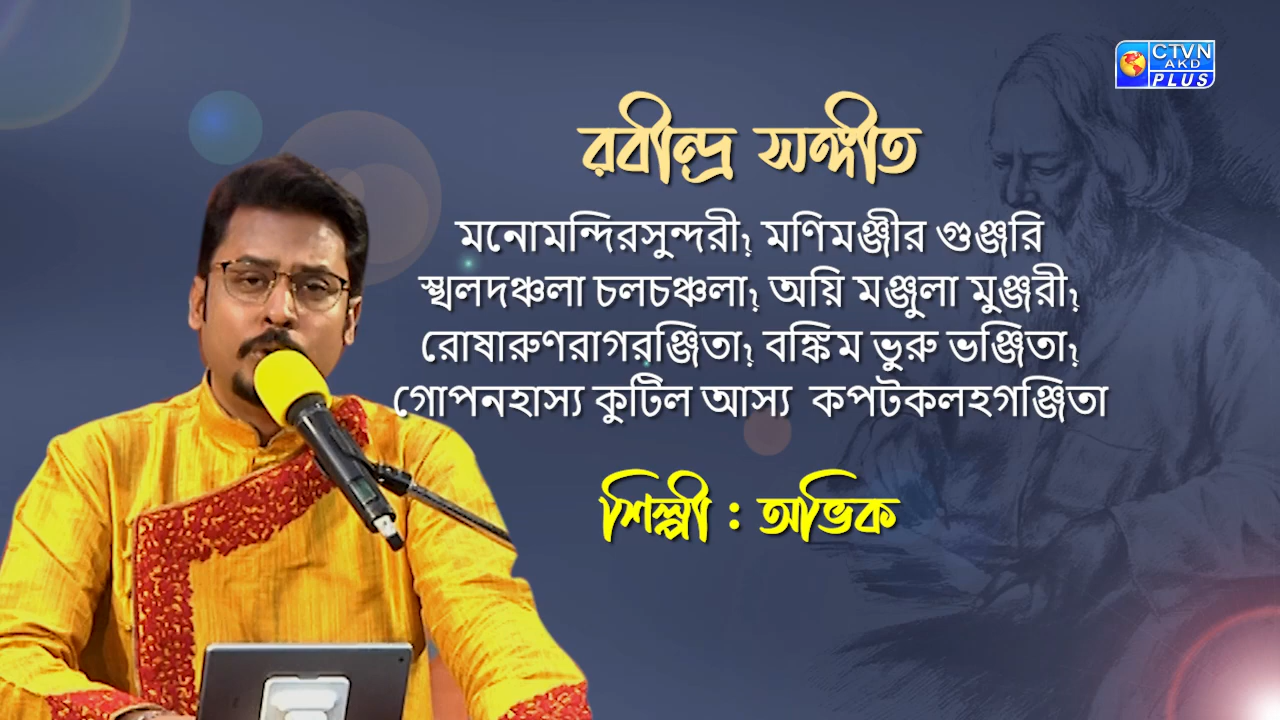 CTVN
AKD
PLUS
রবীন্দ্র সঙ্গীত
মনোমন্দিরসুন্দরী, মণিমঞ্জীর গুঞ্জরি
স্খলদঞ্চলা চলচঞ্চলা, অয়ি মঞ্জুলা মুঞ্জরী,
রোষারুণরাগরঞ্জিতা, বঙ্কিম ভুরু ভঞ্জিতা,
গোপনহাস্য কুটিল আস্য কপটকলহগঞ্জিতা
শিল্পী : অভিক